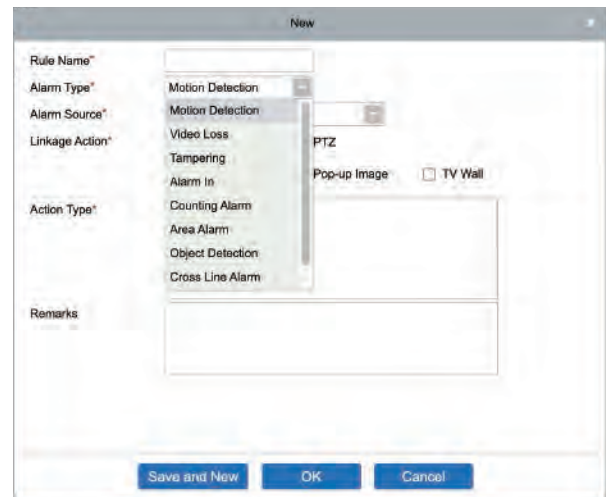 New
Rule Name*
Alarm Type* Motion Detection
Motion Detection
Alarm Source*
Video Loss
Linkage Action* PTZ
Tampering
Pop-up Image TV Wall
Alarm In
Action Type* Counting Alarm
Area Alarm
Object Detection
Cross Line Alarm
Remarks
Save and New OK Cancel